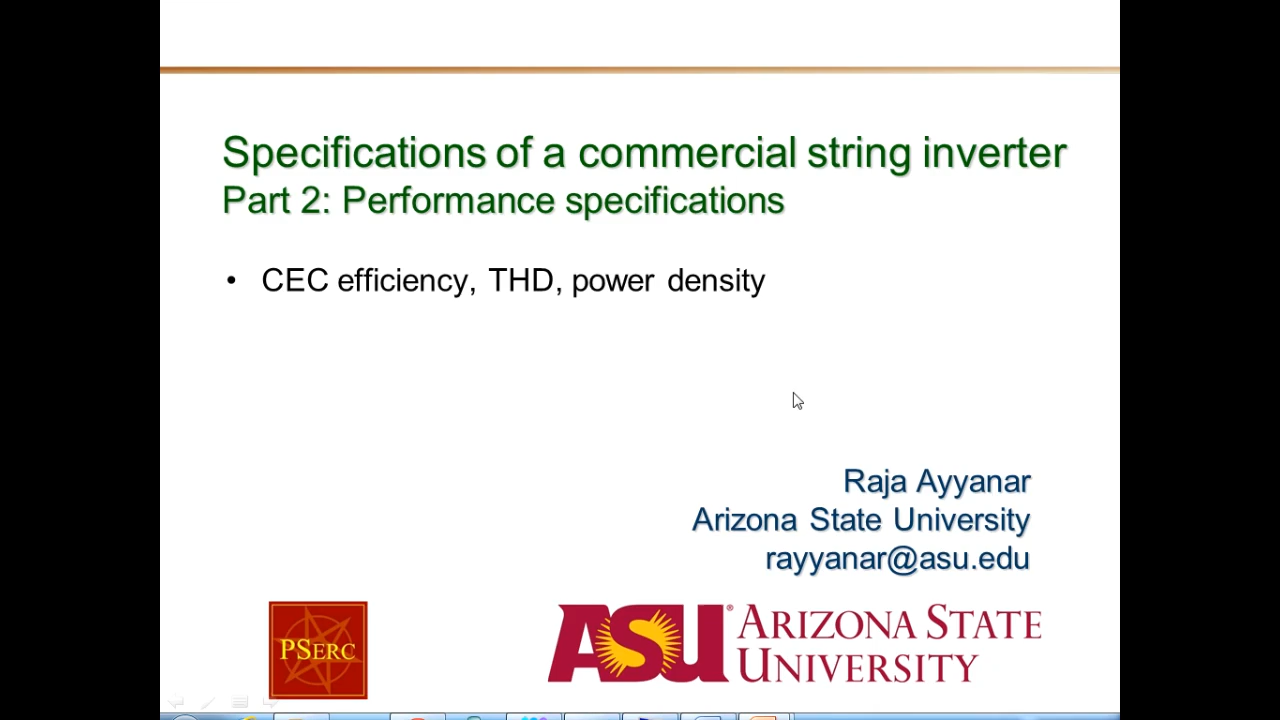 Specifications of a commercial string inverter
Part 2: Performance specifications
• CEC efficiency, THD, power density
Raja Ayyanar
Arizona State University
rayyanar@asu.edu
PSERC
ASU® ARIZONA STATE
UNIVERSITY